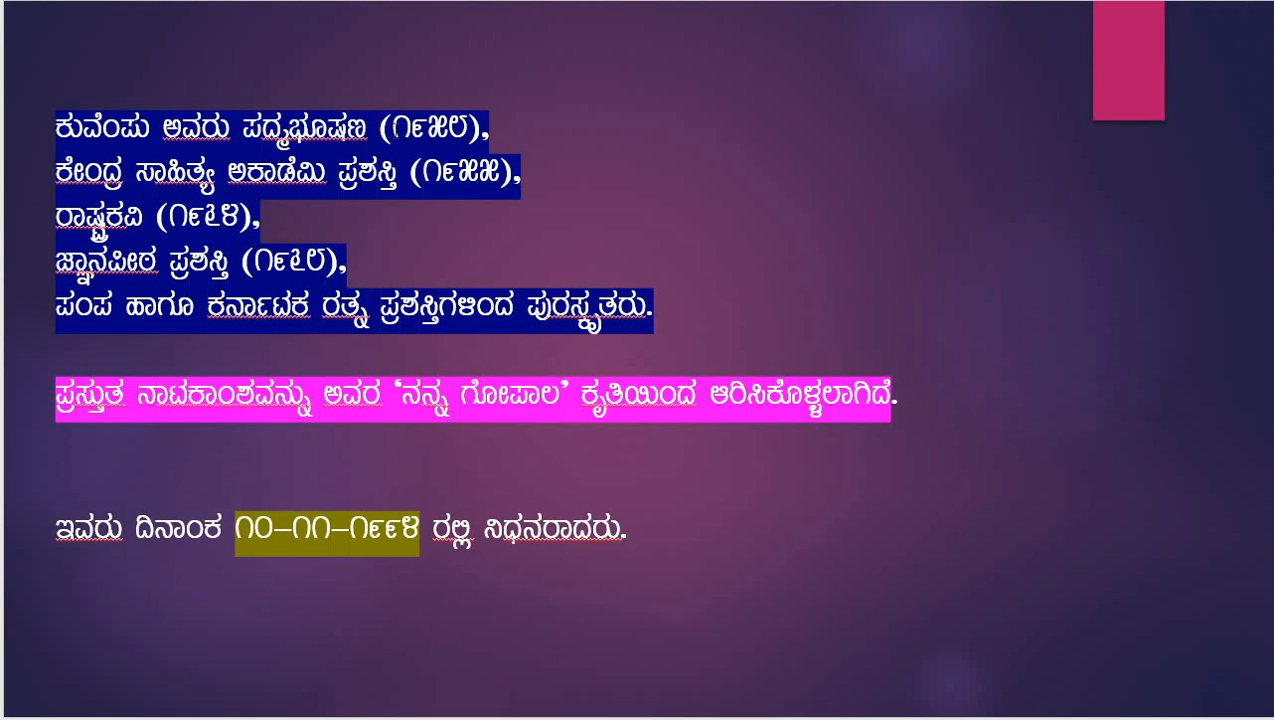 ಕುವೆಂಪು ಅವರು ಪದ್ಮಭೂಷಣ (೧೯೫೮),
ಕೇಂದ್ರ ಸಾಹಿತ್ಯ ಅಕಾಡೆಮಿ ಪ್ರಶಸ್ತಿ (೧೯೫೫),
ರಾಷ್ಟ್ರಕವಿ (೧೯೬೪),
ಜ್ಞಾನಪೀಠ ಪ್ರಶಸ್ತಿ (೧೯೬೮),
ಪಂಪ ಹಾಗೂ ಕರ್ನಾಟಕ ರತ್ನ ಪ್ರಶಸ್ತಿಗಳಿಂದ ಪುರಸ್ಕೃತರು.
ಪ್ರಸ್ತುತ ನಾಟಕಾಂಶವನ್ನು ಅವರ ‘ನನ್ನ ಗೋಪಾಲ’ ಕೃತಿಯಿಂದ ಆರಿಸಿಕೊಳ್ಳಲಾಗಿದೆ.
ಇವರು ದಿನಾಂಕ ೧೦–೧೧–೧೯೯೪ ರಲ್ಲಿ ನಿಧನರಾದರು.